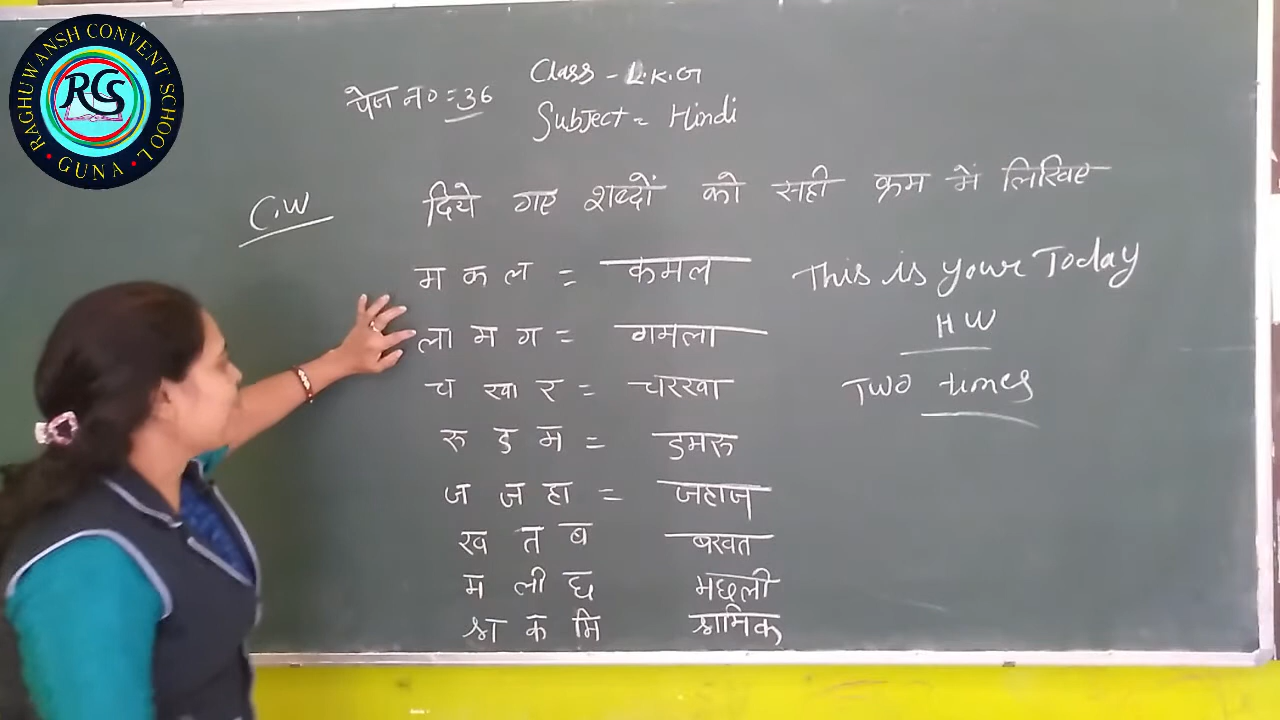 RAGHUWANSH CONVENT SCHOOL
RCS
• GUNA •
Class - L.K.G
पेज न० = 36
Subject = Hindi
C.W
दिये गए शब्दों को सही क्रम में लिखिए
म क ल = कमल
This is your Today
ला म ग = गमला
HW
च खा र = चरखा
Two times
रु ड म = डमरु
ज ज हा = जहाज
ख त ब बखत
म ली छ मछली
श्रा क मि श्रामिक